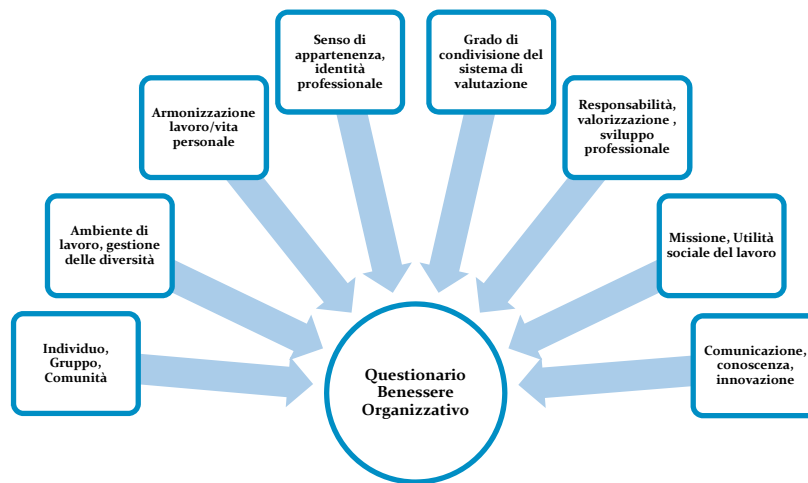 Senso di
appartenenza,
identità
professionale
Grado di
condivisione del
sistema di
valutazione
Armonizzazione
lavoro/vita
personale
Responsabilità,
valorizzazione ,
sviluppo
professionale
Ambiente di
lavoro, gestione
delle diversità
Missione, Utilità
sociale del lavoro
Individuo,
Gruppo,
Comunità
Comunicazione,
conoscenza,
innovazione
Questionario
Benessere
Organizzativo